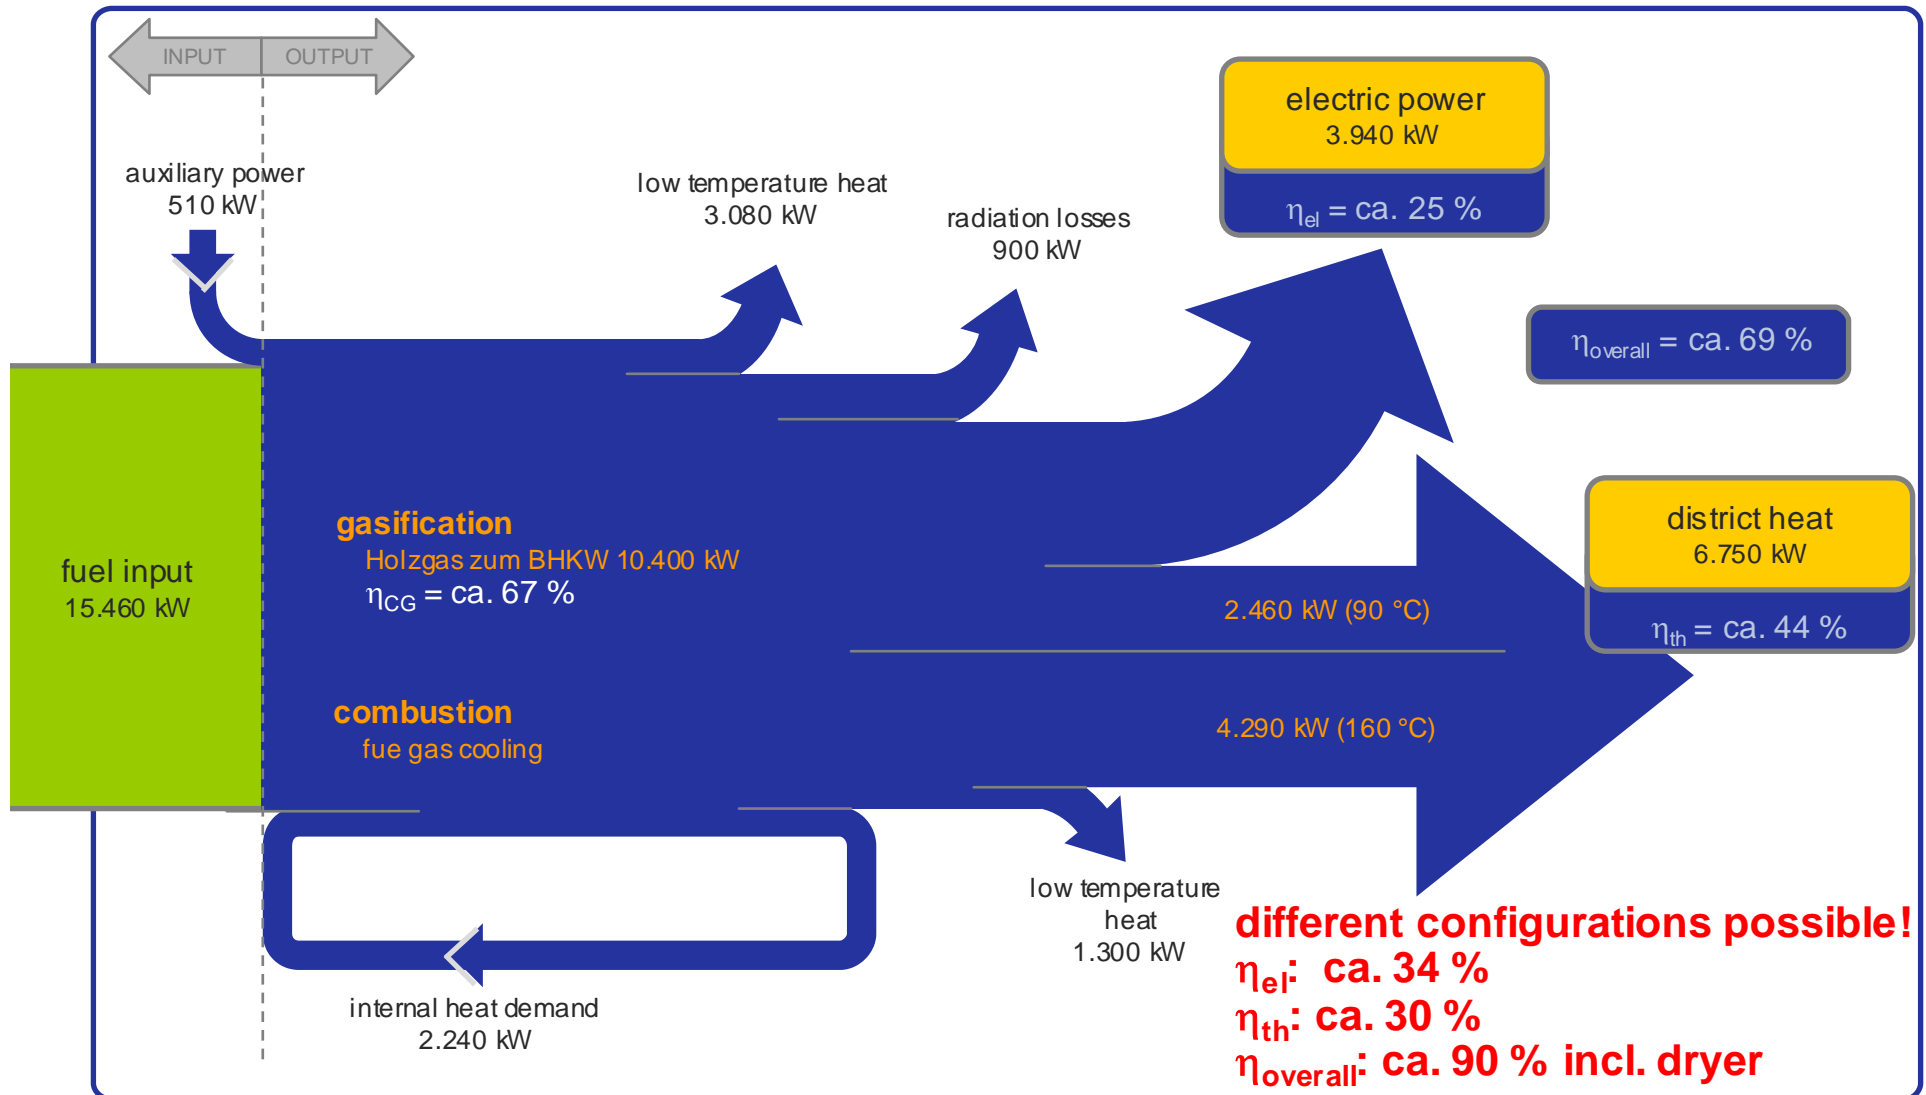 INPUT OUTPUT
auxiliary power
510 kW
low temperature heat
3.080 kW
radiation losses
900 kW
electric power
3.940 kW
ηel = ca. 25 %
ηoverall = ca. 69 %
fuel input
15.460 kW
gasification
Holzgas zum BHKW 10.400 kW
ηCG = ca. 67 %
combustion
fue gas cooling
2.460 kW (90 °C)
4.290 kW (160 °C)
district heat
6.750 kW
ηth = ca. 44 %
internal heat demand
2.240 kW
low temperature
heat
1.300 kW
different configurations possible!
ηel: ca. 34 %
ηth: ca. 30 %
ηoverall: ca. 90 % incl. dryer